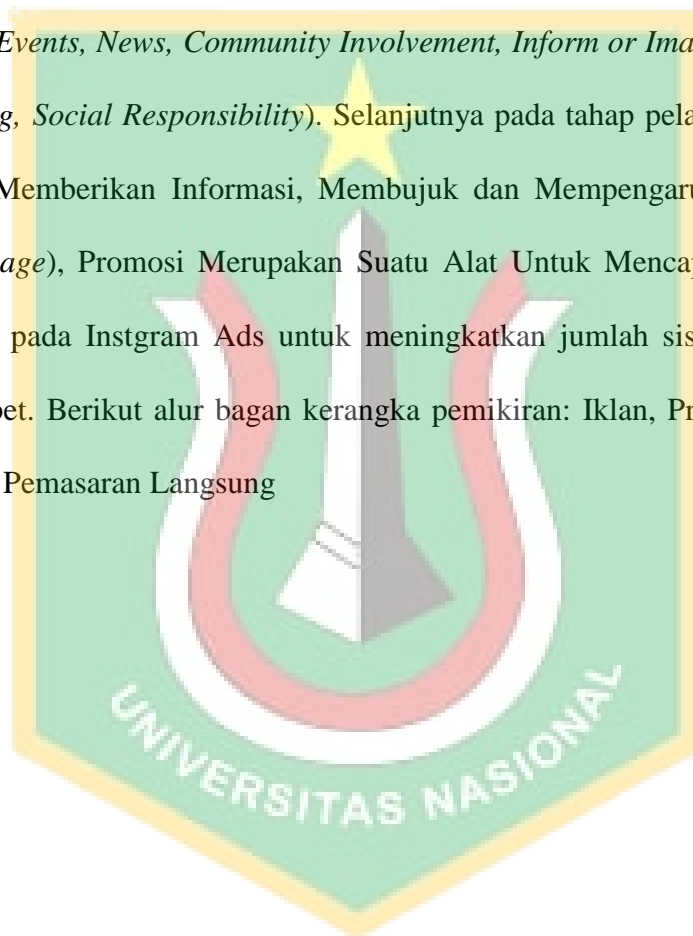 Events, News, Community Involvement, Inform or Ima
g, Social Responsibility). Selanjutnya pada tahap pela
Memberikan Informasi, Membujuk dan Mempengaru
age), Promosi Merupakan Suatu Alat Untuk Menca
pada Instgram Ads untuk meningkatkan jumlah sis
et. Berikut alur bagan kerangka pemikiran: Iklan, Pr
Pemasaran Langsung
UNIVERSITAS NASIONAL